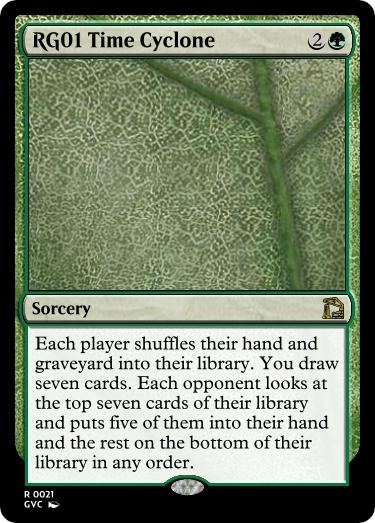 RG01 Time Cyclone 2
Sorcery
Each player shuffles their hand and
graveyard into their library. You draw
seven cards. Each opponent looks at
the top seven cards of their library
and puts five of them into their hand
and the rest on the bottom of their
library in any order.
R 0021
GVC